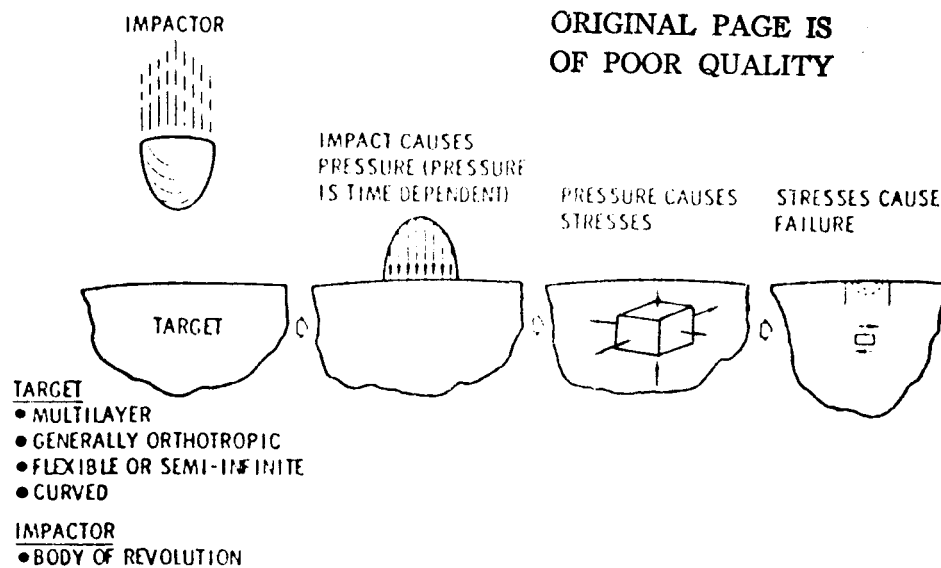 IMPACTOR
ORIGINAL PAGE IS
OF POOR QUALITY
IMPACT CAUSES
PRESSURE (PRESSURE
IS TIME DEPENDENT)
PRESSURE CAUSES
STRESSES
STRESSES CAUSE
FAILURE
TARGET
TARGET
• MULTILAYER
• GENERALLY ORTHOTROPIC
• FLEXIBLE OR SEMI-INFINITE
• CURVED
IMPACTOR
• BODY OF REVOLUTION